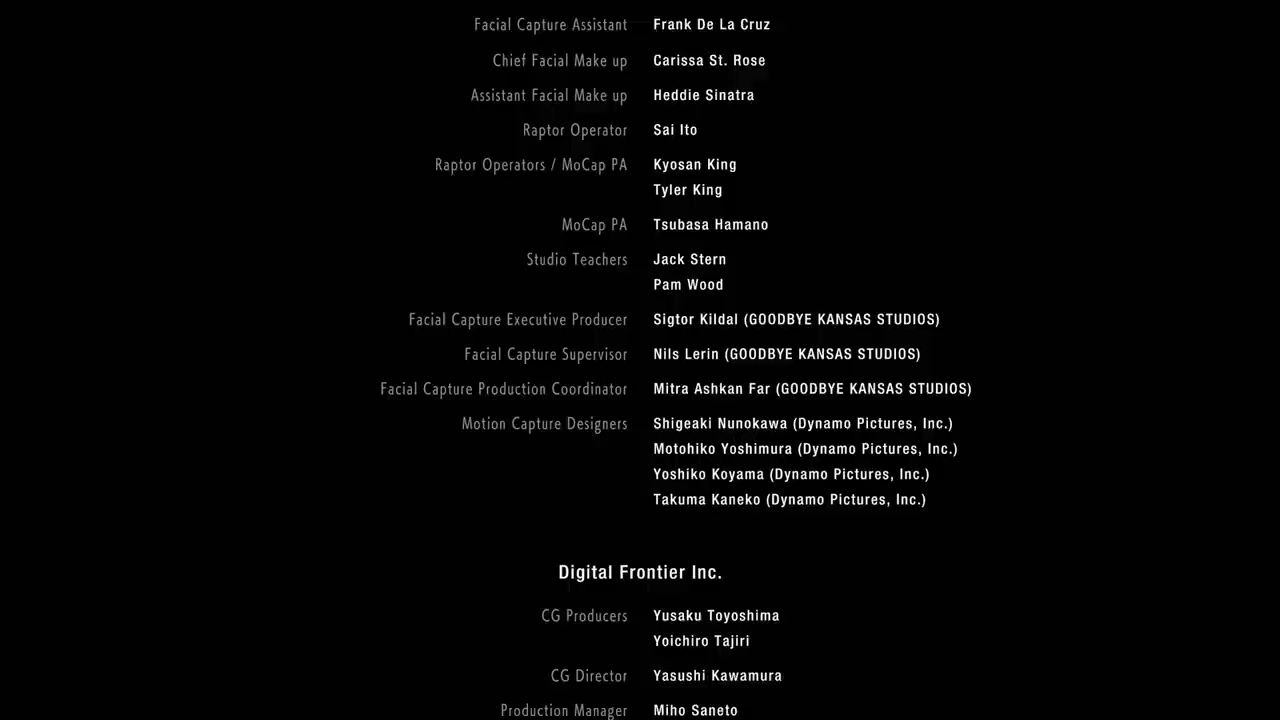 Facial Capture Assistant Frank De La Cruz
Chief Facial Make up Carissa St. Rose
Assistant Facial Make up Heddie Sinatra
Raptor Operator Sai Ito
Raptor Operators / MoCap PA Kyosan King
Tyler King
MoCap PA Tsubasa Hamano
Studio Teachers Jack Stern
Pam Wood
Facial Capture Executive Producer Sigtor Kildal (GOODBYE KANSAS STUDIOS)
Facial Capture Supervisor Nils Lerin (GOODBYE KANSAS STUDIOS)
Facial Capture Production Coordinator Mitra Ashkan Far (GOODBYE KANSAS STUDIOS)
Motion Capture Designers Shigeaki Nunokawa (Dynamo Pictures, Inc.)
Motohiko Yoshimura (Dynamo Pictures, Inc.)
Yoshiko Koyama (Dynamo Pictures, Inc.)
Takuma Kaneko (Dynamo Pictures, Inc.)
Digital Frontier Inc.
CG Producers Yusaku Toyoshima
Yoichiro Tajiri
CG Director Yasushi Kawamura
Production Manager Miho Saneto